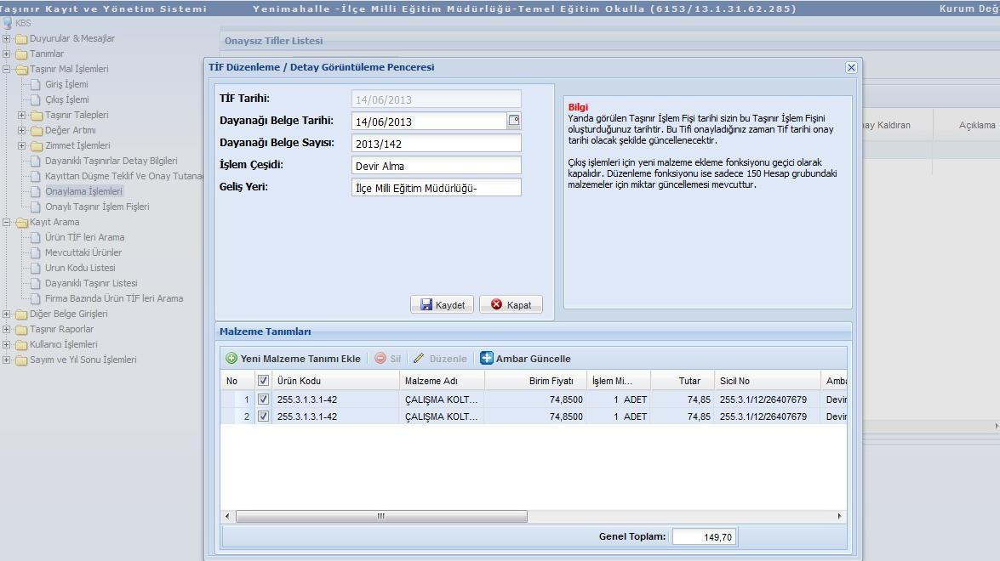 Taşınır Kayıt ve Yönetim Sistemi
Yenimahalle -İlçe Milli Eğitim Müdürlüğü-Temel Eğitim Okulla (6153/13.1.31.62.285)
Kurum Değ
KBS
Duyurular & Mesajlar
Tanımlar
Taşınır Mal İşlemleri
Giriş İşlemi
Çıkış İşlemi
Taşınır Talepleri
Değer Artımı
Zimmet İşlemleri
Dayanıklı Taşınırlar Detay Bilgileri
Kayıttan Düşme Teklif Ve Onay Tutana
Onaylama İşlemleri
Onaylı Taşınır İşlem Fişleri
Kayıt Arama
Ürün TİF leri Arama
Mevcuttaki Ürünler
Urun Kodu Listesi
Dayanıklı Taşınır Listesi
Firma Bazında Ürün TİF leri Arama
Diğer Belge Girişleri
Taşınır Raporlar
Kullanıcı İşlemleri
Sayım ve Yıl Sonu İşlemleri
Onaysız Tifler Listesi
nay Kaldıran
Açıklama
TİF Düzenleme / Detay Görüntüleme Penceresi
TİF Tarihi: 14/06/2013
Dayanağı Belge Tarihi: 14/06/2013
Dayanağı Belge Sayısı: 2013/142
İşlem Çeşidi: Devir Alma
Geliş Yeri: İlçe Milli Eğitim Müdürlüğü-
Kaydet Kapat
Bilgi
Yanda görülen Taşınır İşlem Fişi tarihi sizin bu Taşınır İşlem Fişini
oluşturduğunuz tarihtir. Bu Tifi onayladığınız zaman Tif tarihi onay
tarihi olacak şekilde güncellenecektir.
Çıkış işlemleri için yeni malzeme ekleme fonksiyonu geçici olarak
kapalıdır. Düzenleme fonksiyonu ise sadece 150 Hesap grubundaki
malzemeler için miktar güncellemesi mevcuttur.
Malzeme Tanımları
Yeni Malzeme Tanımı Ekle Sil Düzenle Ambar Güncelle
No Ürün Kodu Malzeme Adı Birim Fiyatı İşlem Mi... Tutar Sicil No Amba
1 255.3.1.3.1-42 ÇALIŞMA KOLT... 74,8500 1 ADET 74,85 255.3.1/12/26407679 Devir
2 255.3.1.3.1-42 ÇALIŞMA KOLT... 74,8500 1 ADET 74,85 255.3.1/12/26407679 Devir
Genel Toplam: 149,70